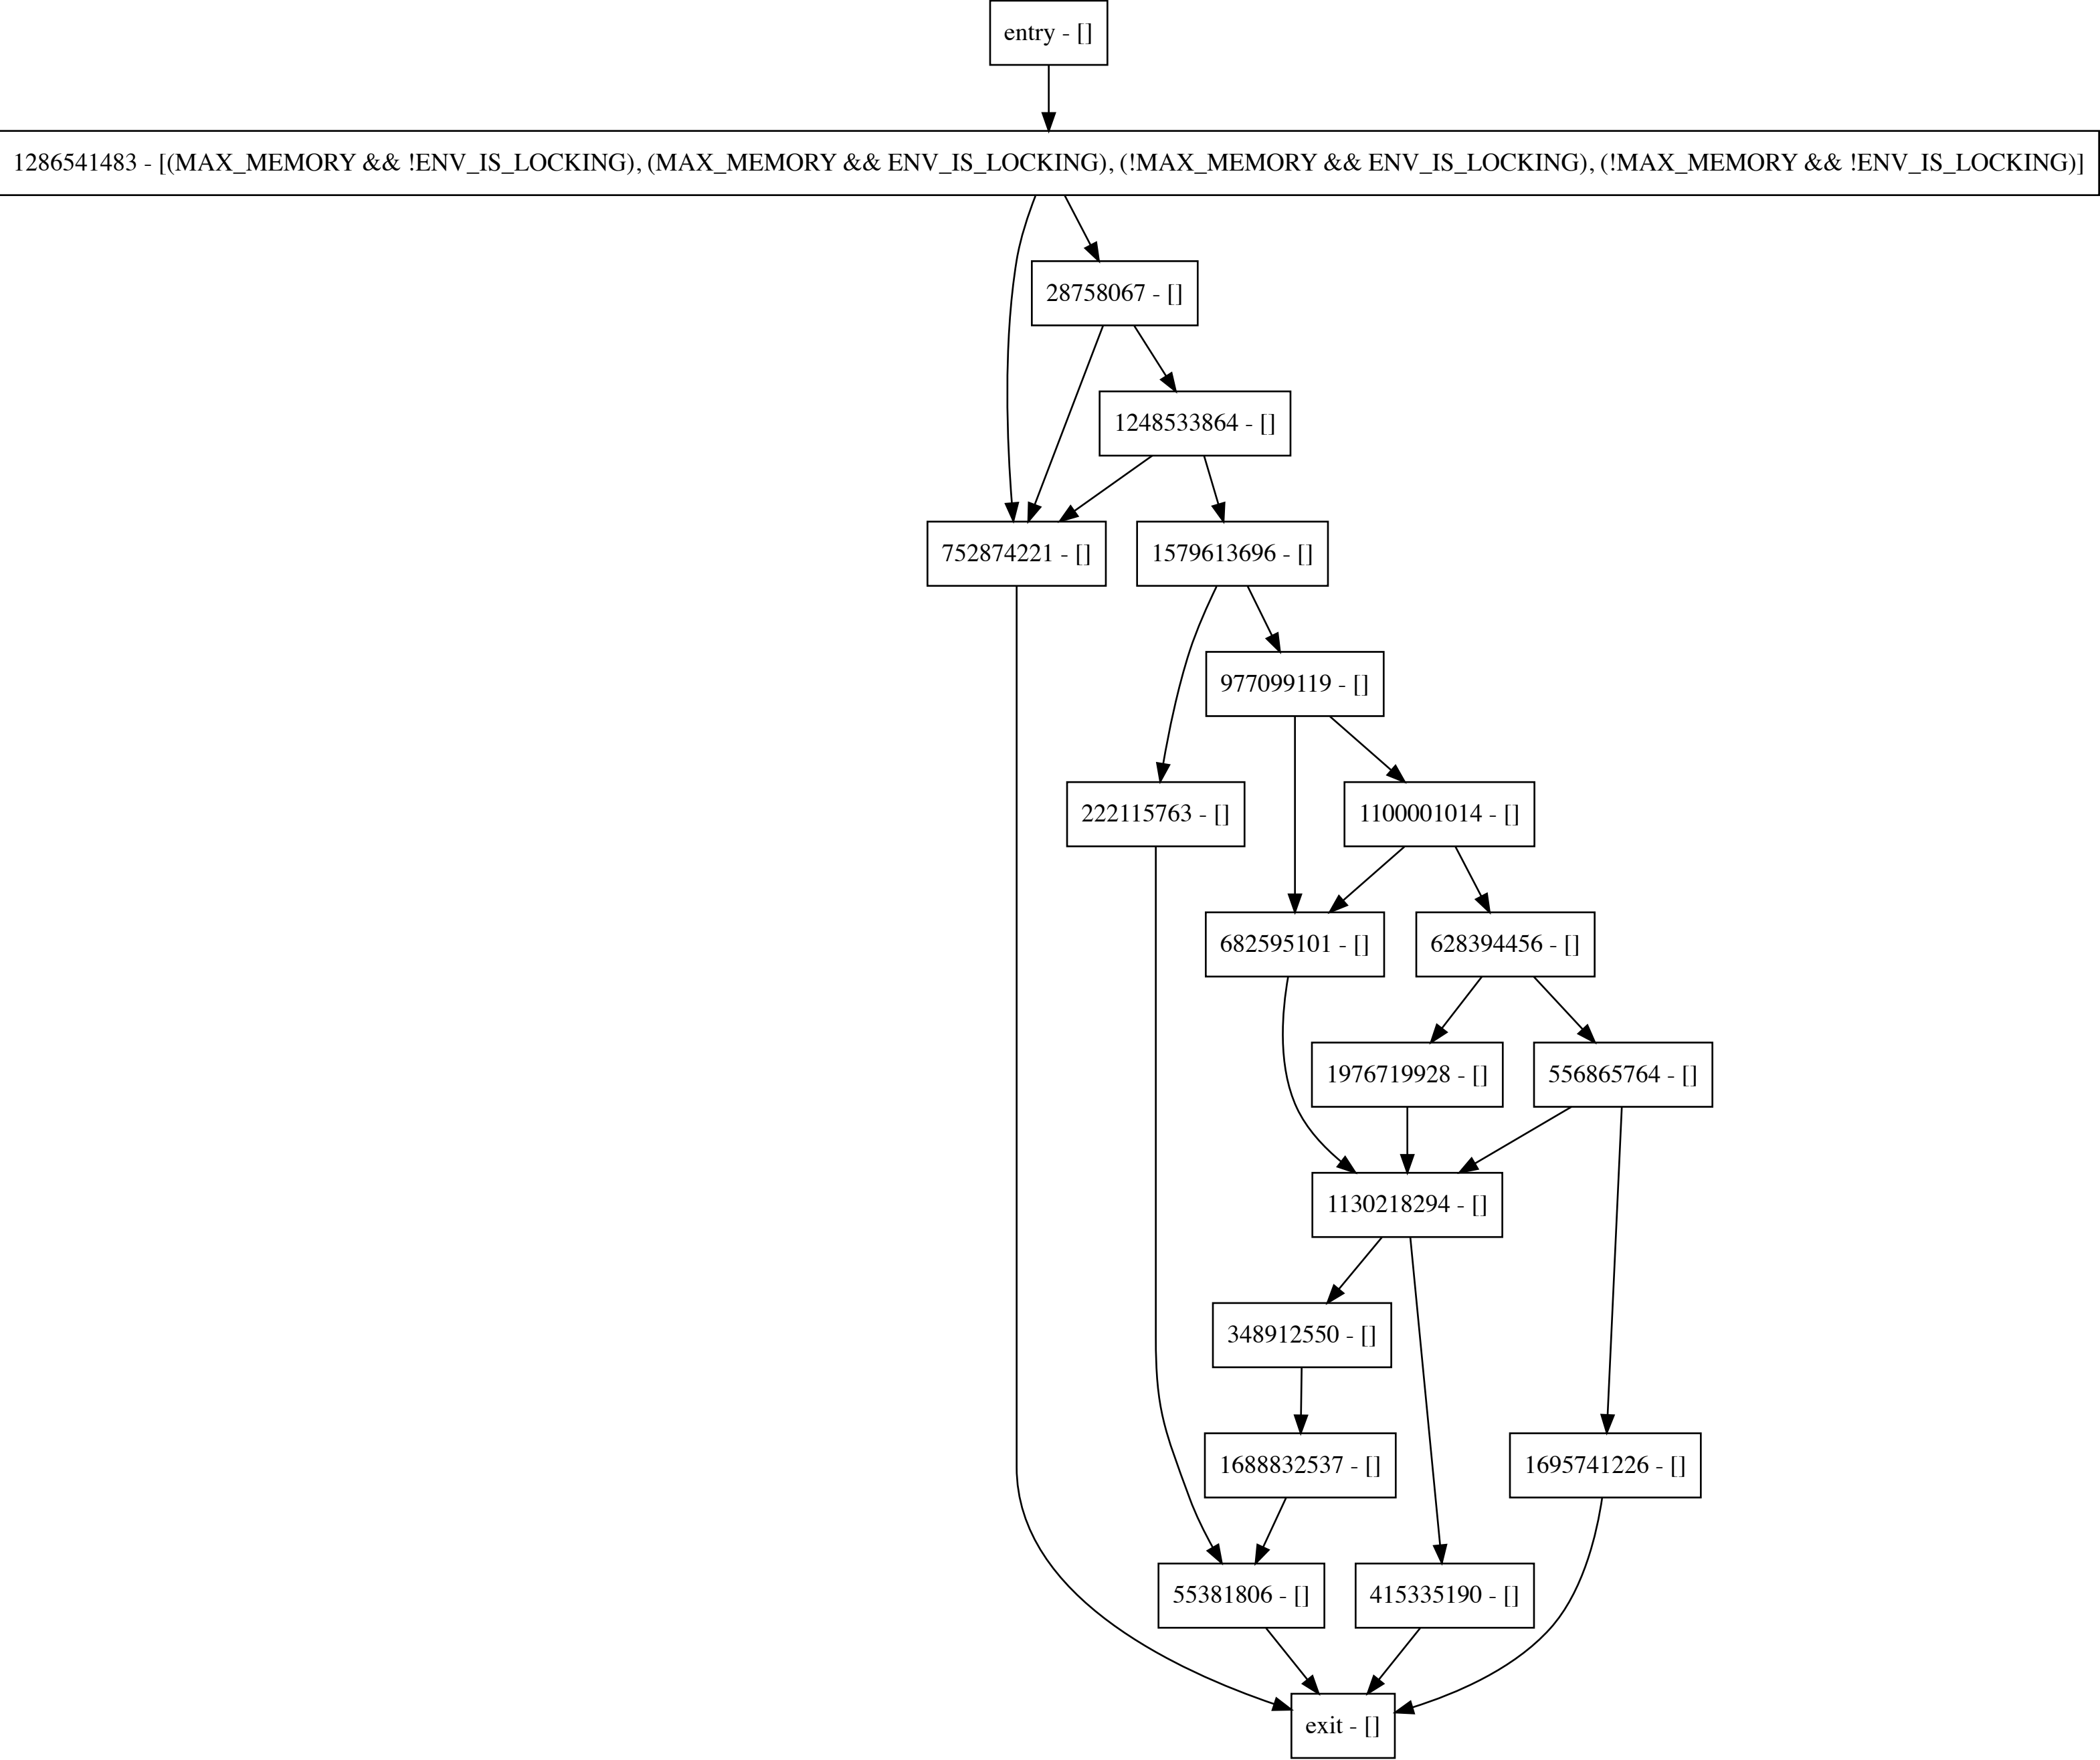 entry - []
1286541483 - [(MAX_MEMORY && !ENV_IS_LOCKING), (MAX_MEMORY && ENV_IS_LOCKING), (!MAX_MEMORY && ENV_IS_LOCKING), (!MAX_MEMORY && !ENV_IS_LOCKING)]
28758067 - []
1248533864 - []
752874221 - []
1579613696 - []
977099119 - []
222115763 - []
1100001014 - []
682595101 - []
628394456 - []
1976719928 - []
556865764 - []
1130218294 - []
348912550 - []
1688832537 - []
1695741226 - []
55381806 - []
415335190 - []
exit - []